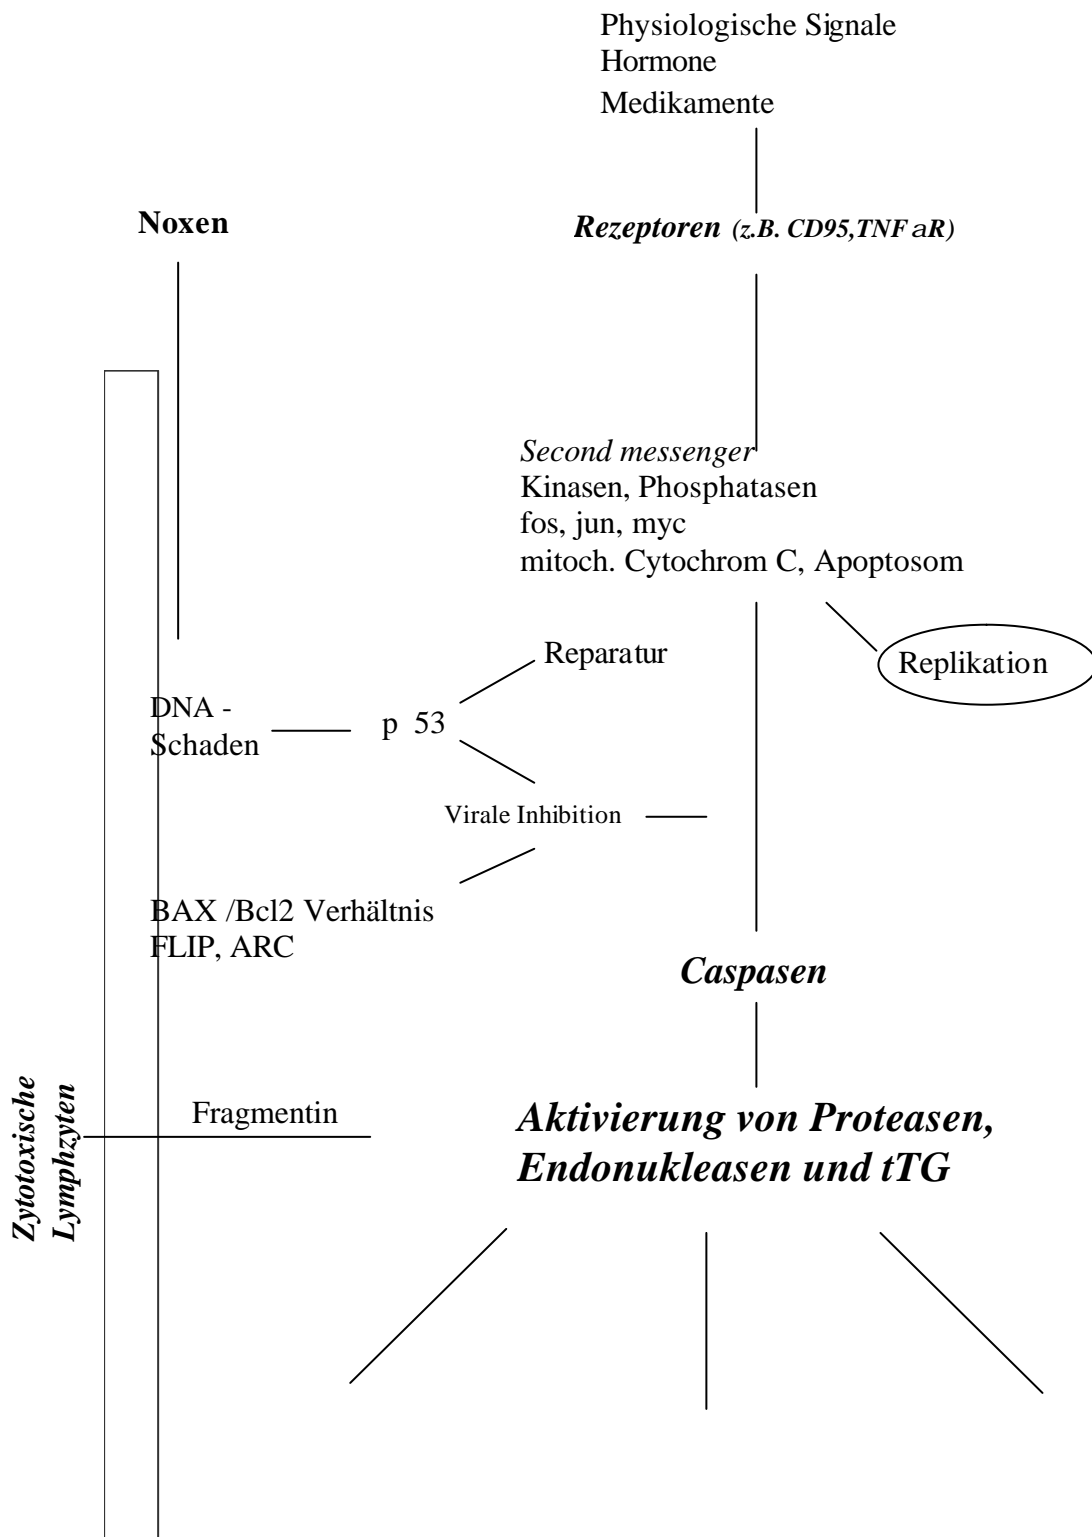 Physiologische Signale
Hormone
Medikamente
Noxen
Rezeptoren (z.B. CD95,TNF aR)
Second messenger
Kinasen, Phosphatasen
fos, jun, myc
mitoch. Cytochrom C, Apoptosom
Reparatur
Replikation
DNA -
Schaden
p 53
Virale Inhibition
BAX /Bcl2 Verhältnis
FLIP, ARC
Caspasen
Zytotoxische
Lymphzyten
Fragmentin
Aktivierung von Proteasen,
Endonukleasen und tTG